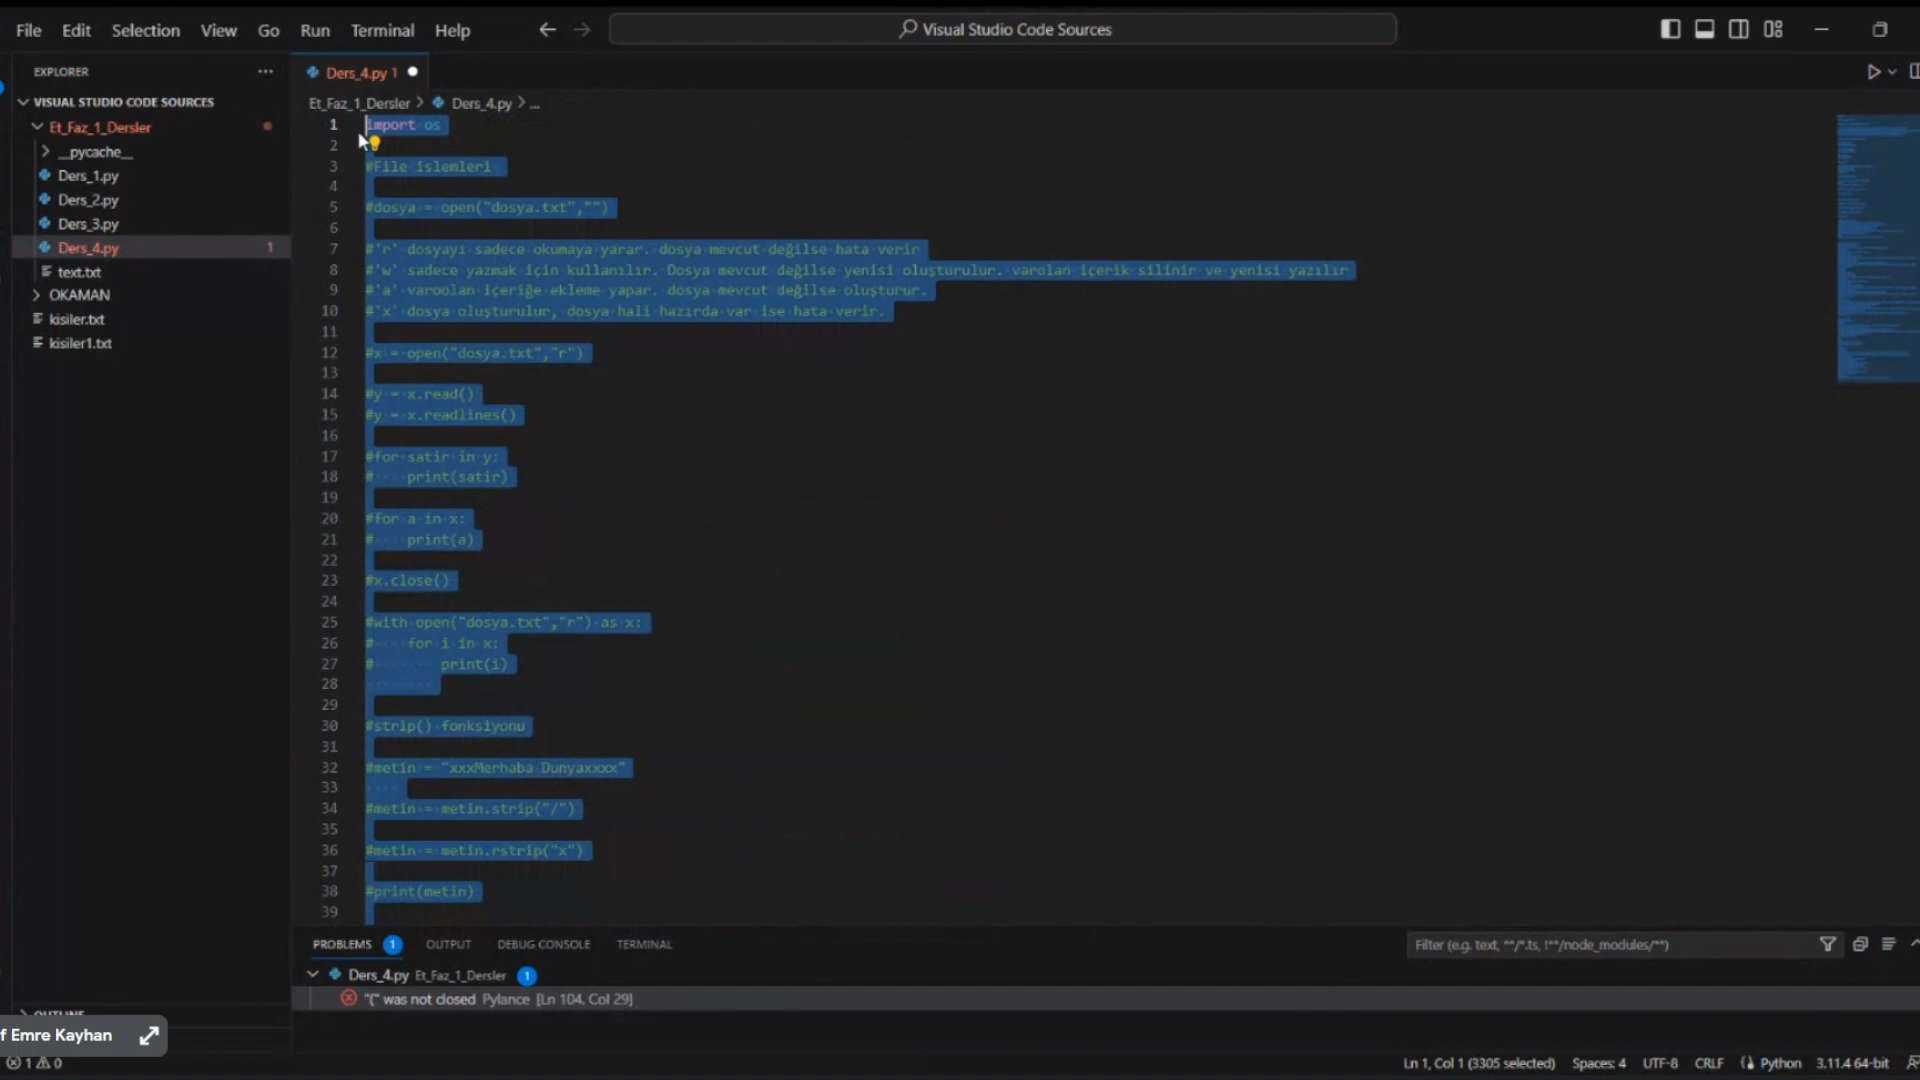 File Edit Selection View Go Run Terminal Help
Visual Studio Code Sources
EXPLORER
VISUAL STUDIO CODE SOURCES
Et_Faz_1_Dersler
__pycache__
Ders_1.py
Ders_2.py
Ders_3.py
Ders_4.py 1
text.txt
OKAMAN
kisiler.txt
kisiler1.txt
Ders_4.py 1
Et_Faz_1_Dersler > Ders_4.py > ...
1 import os
2
3 #File islemleri
4
5 #dosya = open("dosya.txt","")
6
7 #'r' dosyayı sadece okumaya yarar. dosya mevcut değilse hata verir
8 #'w' sadece yazmak için kullanılır. Dosya mevcut değilse yenisi oluşturulur. varolan içerik silinir ve yenisi yazılır
9 #'a' varoolan içeriğe ekleme yapar. dosya mevcut değilse oluşturur.
10 #'x' dosya oluşturulur, dosya hali hazırda var ise hata verir.
11
12 #x = open("dosya.txt","r")
13
14 #y = x.read()
15 #y = x.readlines()
16
17 #for satir in y:
18 #    print(satir)
19
20 #for a in x:
21 #    print(a)
22
23 #x.close()
24
25 #with open("dosya.txt","r") as x:
26 #    for i in x:
27 #        print(i)
28
29
30 #strip() fonksiyonu
31
32 #metin = "xxxMerhaba Dunyaxxxx"
33
34 #metin = metin.strip("/")
35
36 #metin = metin.rstrip("x")
37
38 #print(metin)
39
PROBLEMS 1 OUTPUT DEBUG CONSOLE TERMINAL
Filter (e.g. text, **/*.ts, !**/node_modules/**)
Ders_4.py Et_Faz_1_Dersler 1
"(" was not closed Pylance [Ln 104, Col 29]
OUTLINE
f Emre Kayhan
1 0
Ln 1, Col 1 (3305 selected) Spaces: 4 UTF-8 CRLF Python 3.11.4 64-bit